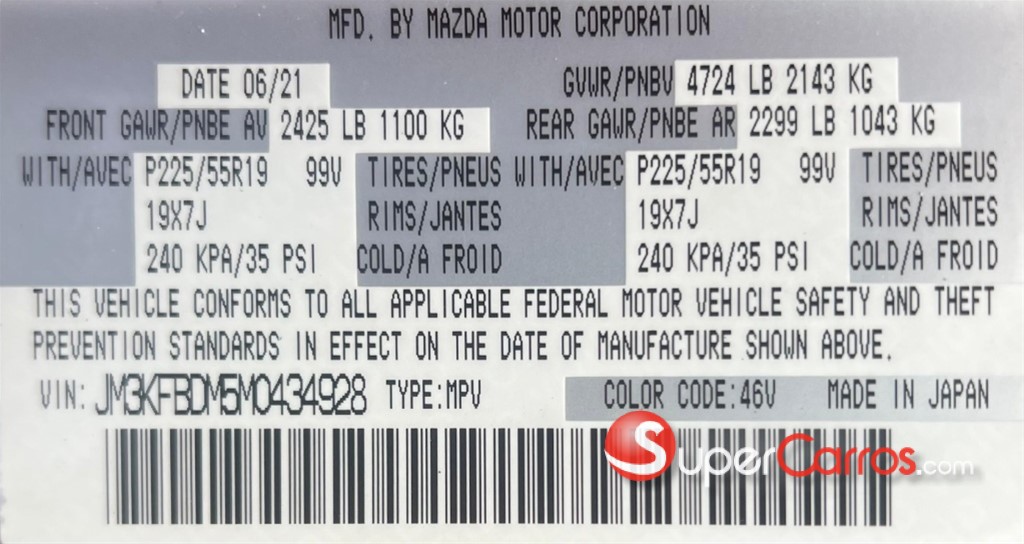 MFD. BY MAZDA MOTOR CORPORATION
DATE 06/21 GVWR/PNBV 4724 LB 2143 KG
FRONT GAWR/PNBE AV 2425 LB 1100 KG REAR GAWR/PNBE AR 2299 LB 1043 KG
WITH/AVEC P225/55R19 99V TIRES/PNEUS WITH/AVEC P225/55R19 99V TIRES/PNEUS
19X7J RIMS/JANTES 19X7J RIMS/JANTES
240 KPA/35 PSI COLD/A FROID 240 KPA/35 PSI COLD/A FROID
THIS VEHICLE CONFORMS TO ALL APPLICABLE FEDERAL MOTOR VEHICLE SAFETY AND THEFT
PREVENTION STANDARDS IN EFFECT ON THE DATE OF MANUFACTURE SHOWN ABOVE.
VIN: JM3KFBDM5M0434928 TYPE:MPV COLOR CODE:46V MADE IN JAPAN
SuperCarros.com